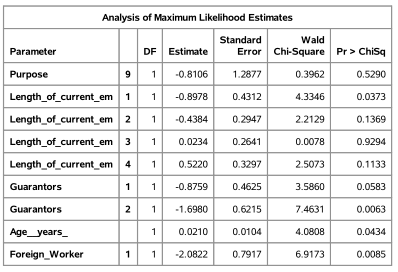 Analysis of Maximum Likelihood Estimates
Parameter DF Estimate Standard Error Wald Chi-Square Pr > ChiSq
Purpose 9 1 -0.8106 1.2877 0.3962 0.5290
Length_of_current_em 1 1 -0.8978 0.4312 4.3346 0.0373
Length_of_current_em 2 1 -0.4384 0.2947 2.2129 0.1369
Length_of_current_em 3 1 0.0234 0.2641 0.0078 0.9294
Length_of_current_em 4 1 0.5220 0.3297 2.5073 0.1133
Guarantors 1 1 -0.8759 0.4625 3.5860 0.0583
Guarantors 2 1 -1.6980 0.6215 7.4631 0.0063
Age__years_ 1 0.0210 0.0104 4.0808 0.0434
Foreign_Worker 1 1 -2.0822 0.7917 6.9173 0.0085